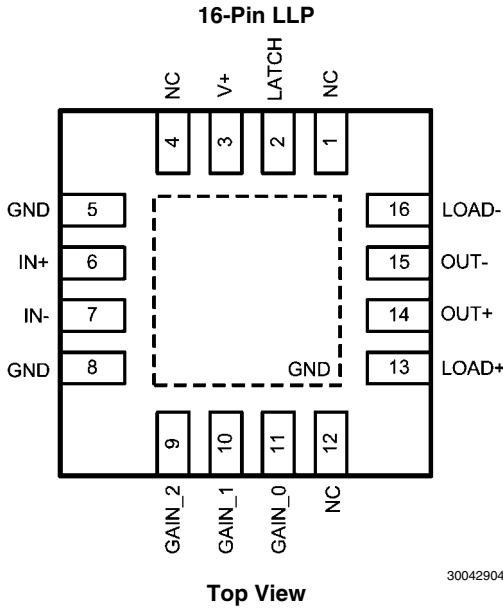 16-Pin LLP
NC
V+
LATCH
NC
4
3
2
1
GND
5
16
LOAD-
IN+
6
15
OUT-
IN-
7
14
OUT+
GND
8
GND
13
LOAD+
9
10
11
12
GAIN_2
GAIN_1
GAIN_0
NC
30042904
Top View